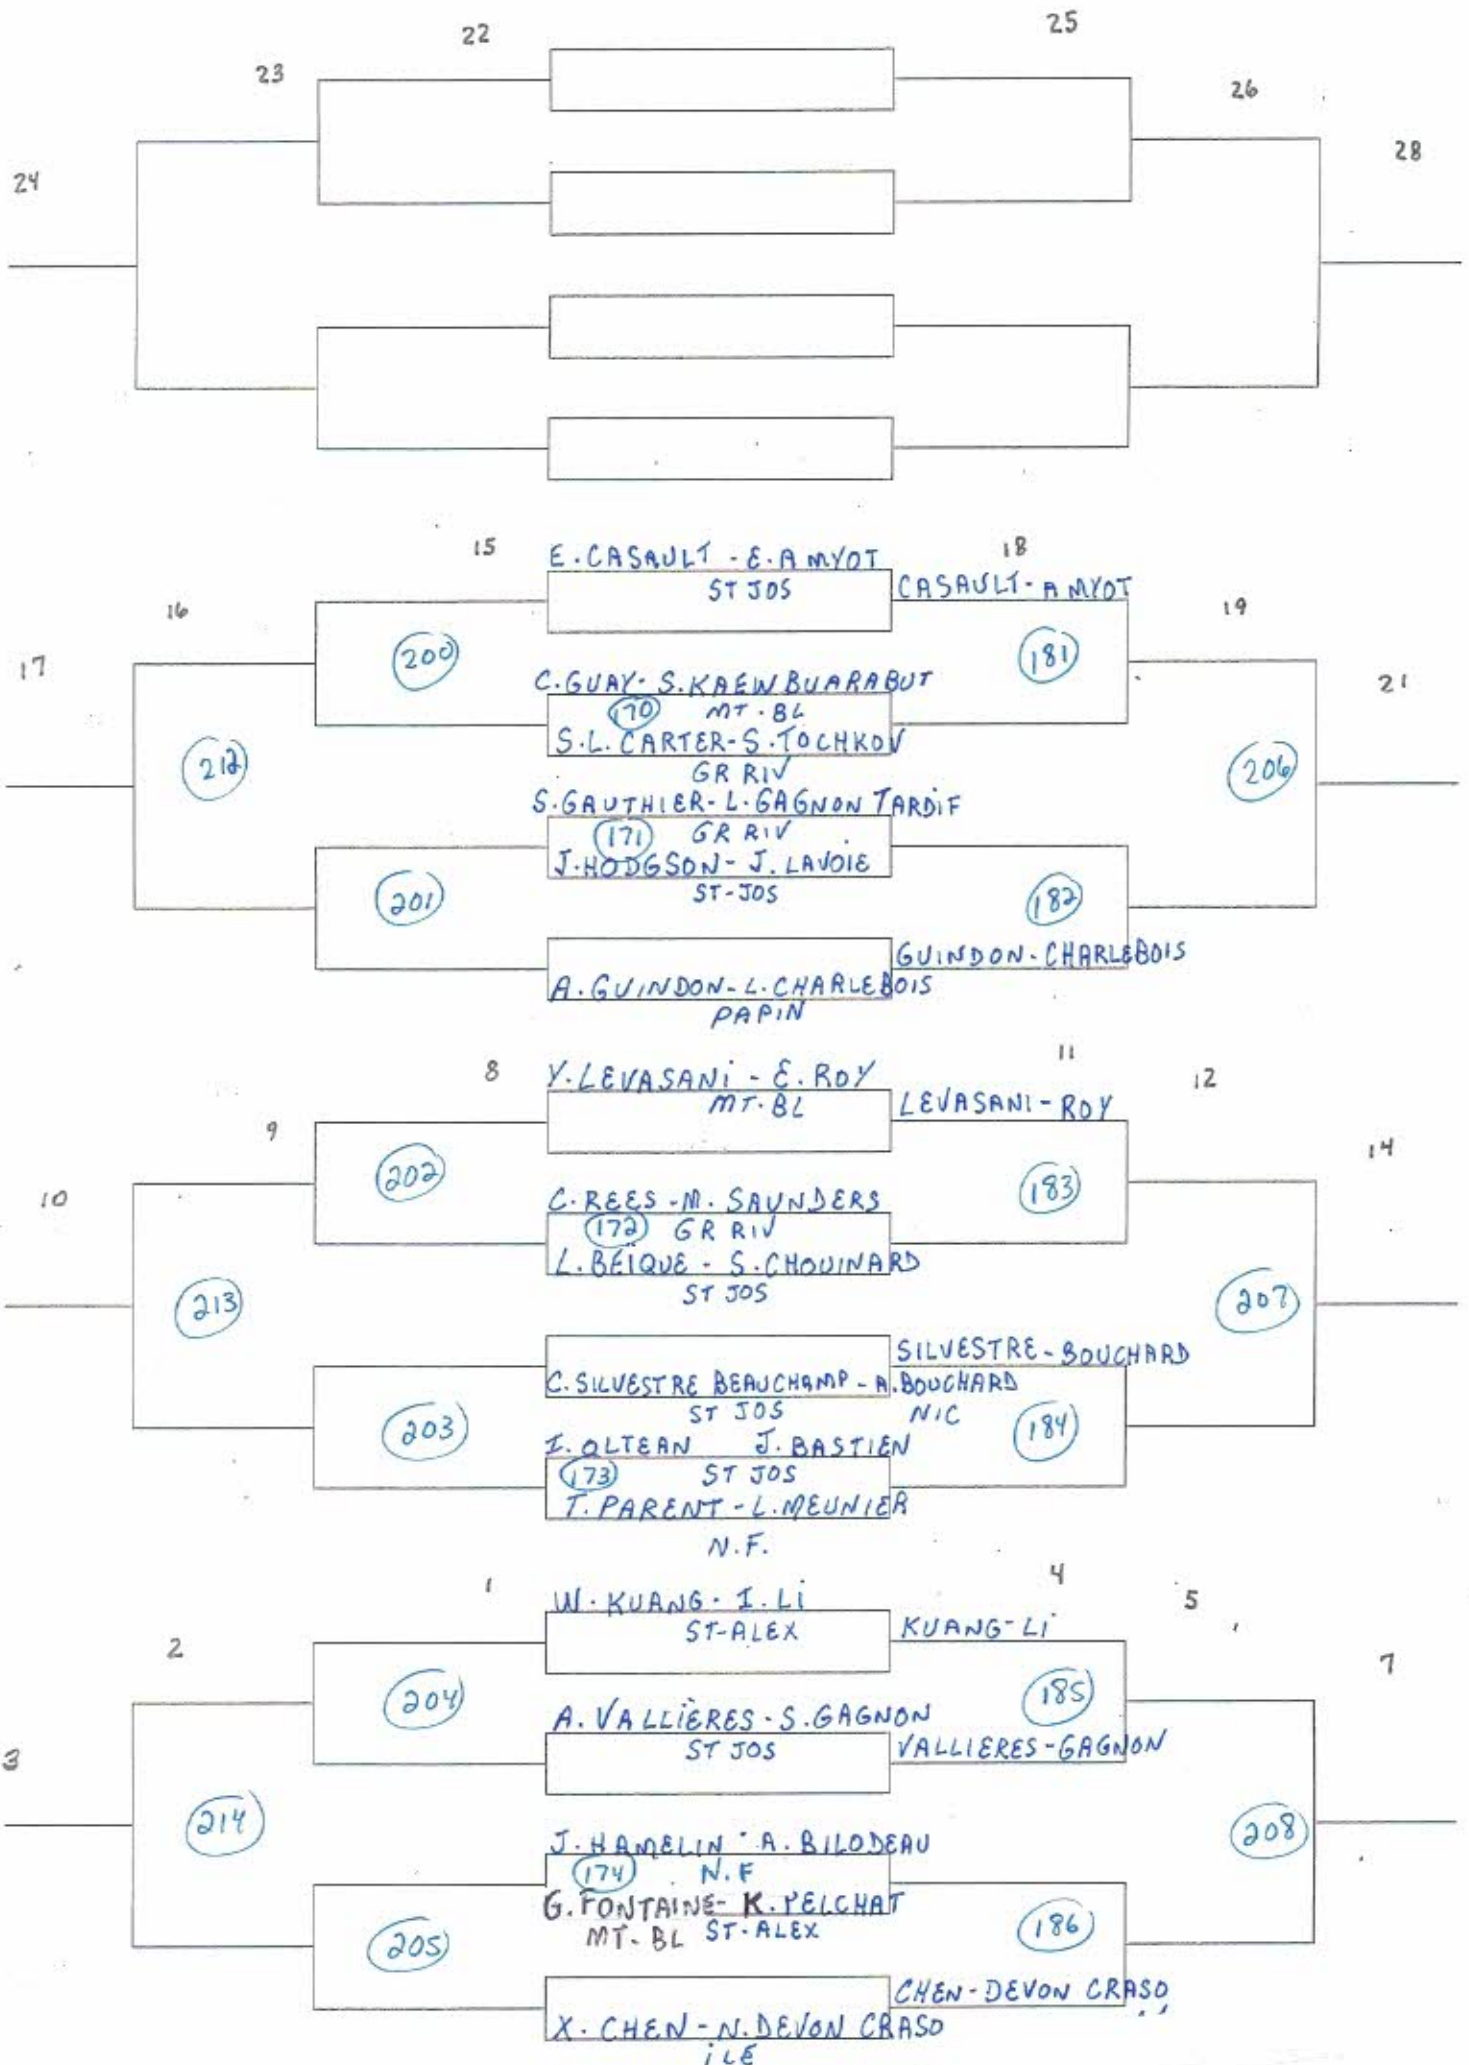 22
25
23
26
24
28
15
E.CASAULT - E.AMYOT
18
ST JOS
CASAULT-AMYOT
16
19
200
181
17
C.GUAY- S.KAEWBUARABUT
21
170 MT-BL
212
S.L. CARTER-S.TOCHKOV
206
GR RIV
S.GAUTHIER- L.GAGNON TARDiF
171 GR RIV
J.HODGSON- J. LAVOIE
201
ST-JOS
182
GUINDON-CHARLEBOIS
A.GUINDON-L.CHARLEBOIS
PAPiN
8
Y.LEVASANi - E.ROY
11
12
MT-BL
LEVASANI-ROY
9
14
202
183
10
C.REES-M. SAUNDERS
172 GR RIV
L.BEÏQUE - S.CHOUINARD
213
ST JOS
207
SILVESTRE-BOUCHARD
C.SILVESTRE BEAUCHAMP-A.BOUCHARD
ST JOS NiC
203
184
I.OLTEAN J.BASTIEN
173 ST JOS
T.PARENT-L.MEUNIER
N.F.
1
W.KUANG- I.Li
4
5
ST-ALEX
KUANG-Li
2
7
204
185
A.VALLIÈRES-S.GAGNON
3
ST JOS
VALLIERES-GAGNON
214
208
J.HAMELIN - A.BILODEAU
174 N.F
G.FONTAINE- K.PELCHAT
MT-BL ST-ALEX
205
186
CHEN-DEVON CRASO
X.CHEN-N.DEVON CRASO
iLE